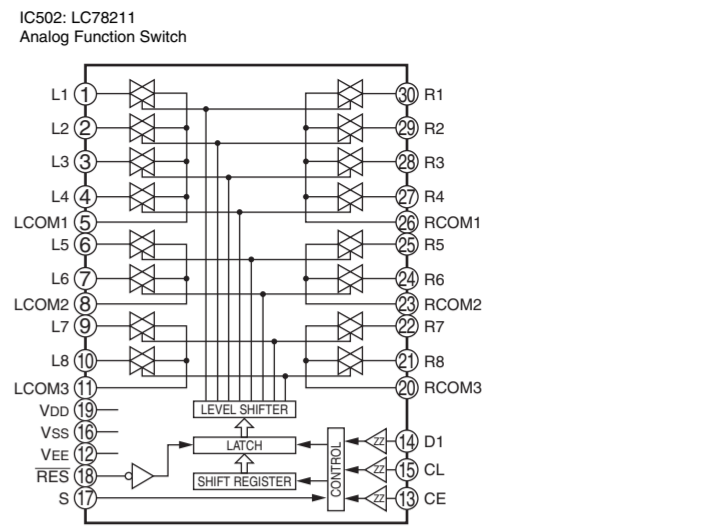 IC502: LC78211
Analog Function Switch
L1 1 30 R1
L2 2 29 R2
L3 3 28 R3
L4 4 27 R4
LCOM1 5 26 RCOM1
L5 6 25 R5
L6 7 24 R6
LCOM2 8 23 RCOM2
L7 9 22 R7
L8 10 21 R8
LCOM3 11 20 RCOM3
LEVEL SHIFTER
VDD 19
VSS 16
LATCH
CONTROL
ZZ 14 D1
VEE 12
ZZ 15 CL
RES 18
SHIFT REGISTER
S 17
ZZ 13 CE